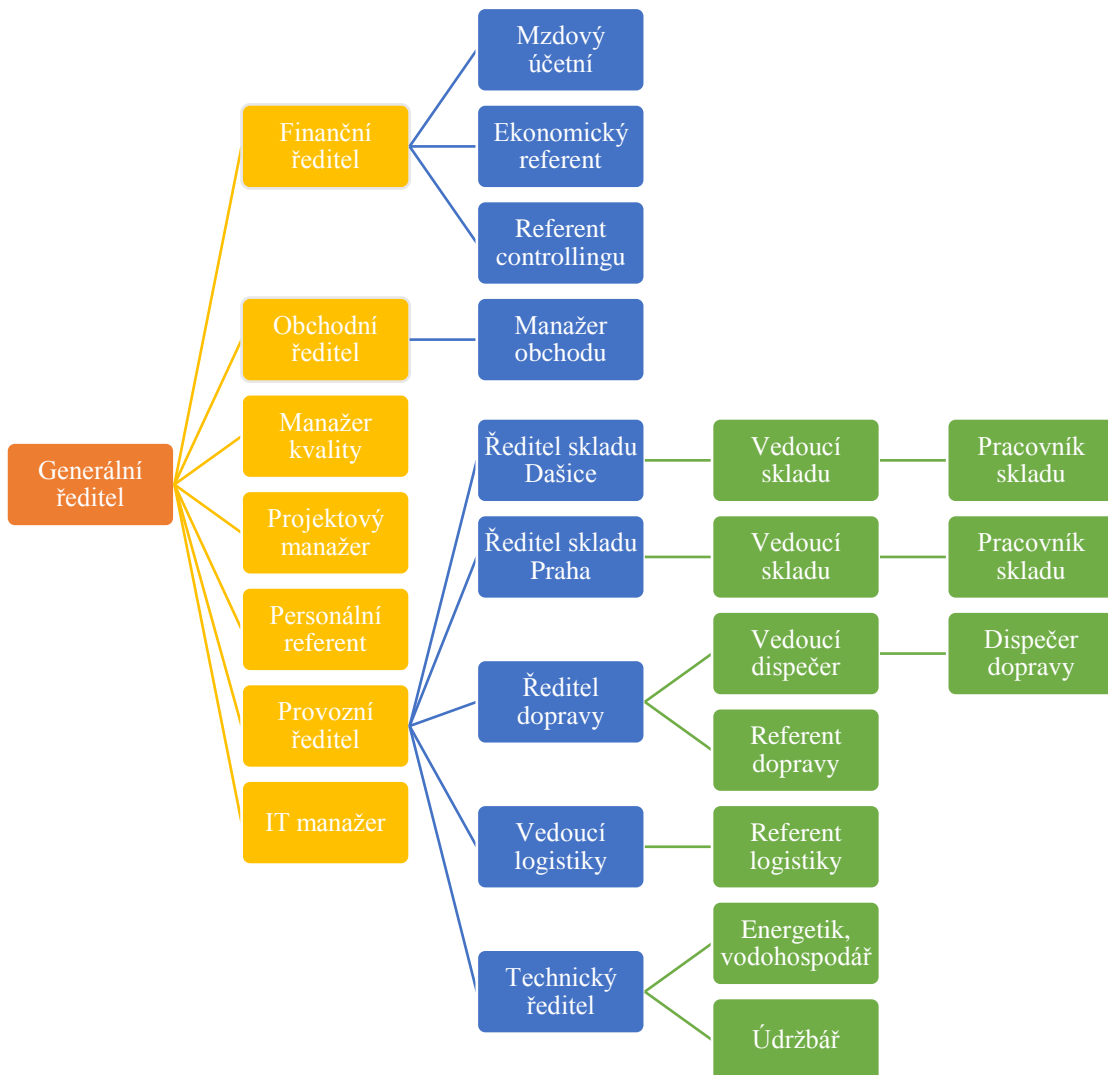 Generální
ředitel
Finanční
ředitel
Mzdový
účetní
Ekonomický
referent
Referent
controllingu
Obchodní
ředitel
Manažer
obchodu
Manažer
kvality
Projektový
manažer
Personální
referent
Provozní
ředitel
Ředitel skladu
Dašice
Vedoucí
skladu
Pracovník
skladu
Ředitel skladu
Praha
Vedoucí
skladu
Pracovník
skladu
Ředitel
dopravy
Vedoucí
dispečer
Dispečer
dopravy
Referent
dopravy
Vedoucí
logistiky
Referent
logistiky
Technický
ředitel
Energetik,
vodohospodář
Údržbář
IT manažer